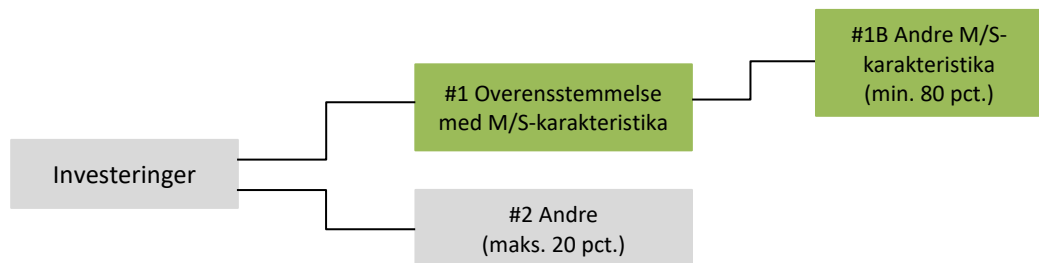 #1B Andre M/S-
karakteristika
(min. 80 pct.)
#1 Overensstemmelse
med M/S-karakteristika
Investeringer
#2 Andre
(maks. 20 pct.)